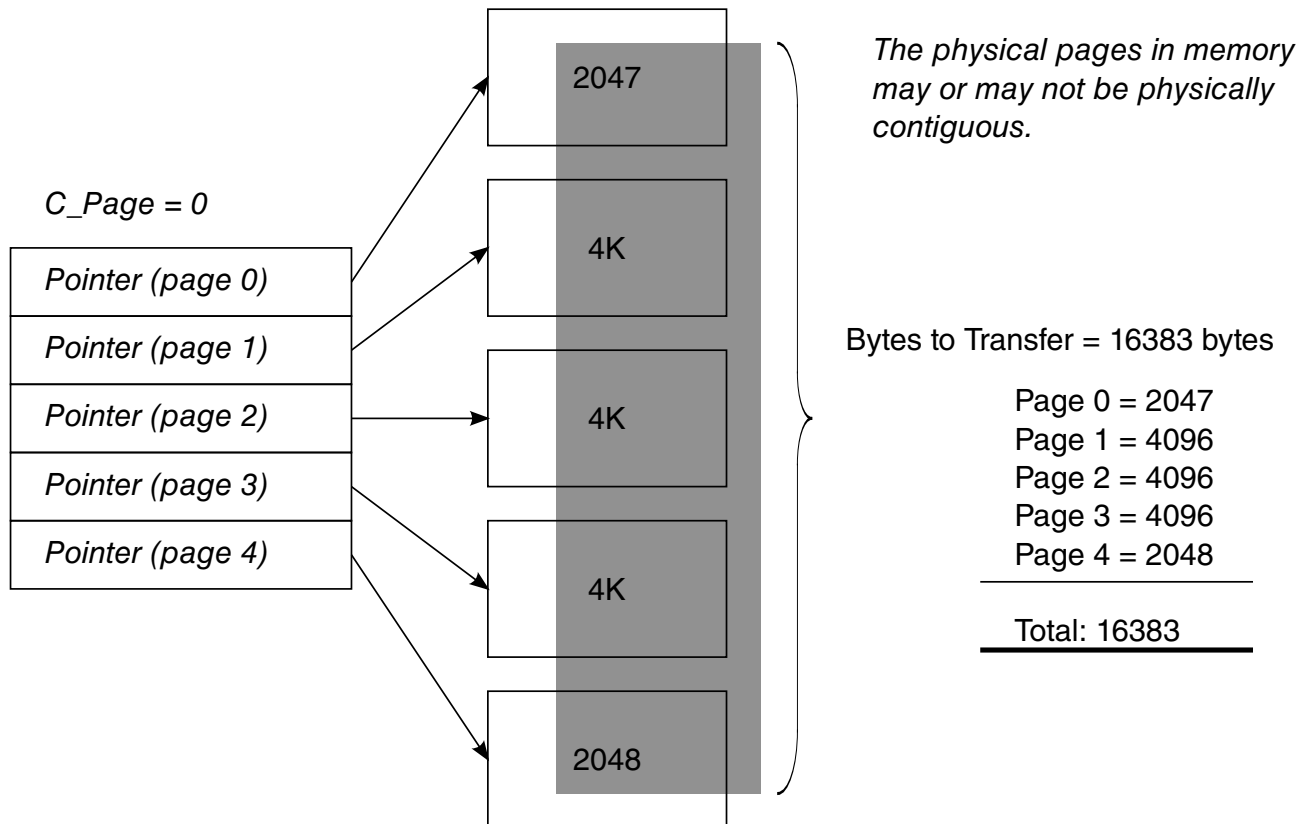 2047
The physical pages in memory
may or may not be physically
contiguous.
C_Page = 0
Pointer (page 0)
Pointer (page 1)
Pointer (page 2)
Pointer (page 3)
Pointer (page 4)
4K
4K
4K
2048
Bytes to Transfer = 16383 bytes
Page 0 = 2047
Page 1 = 4096
Page 2 = 4096
Page 3 = 4096
Page 4 = 2048
Total: 16383